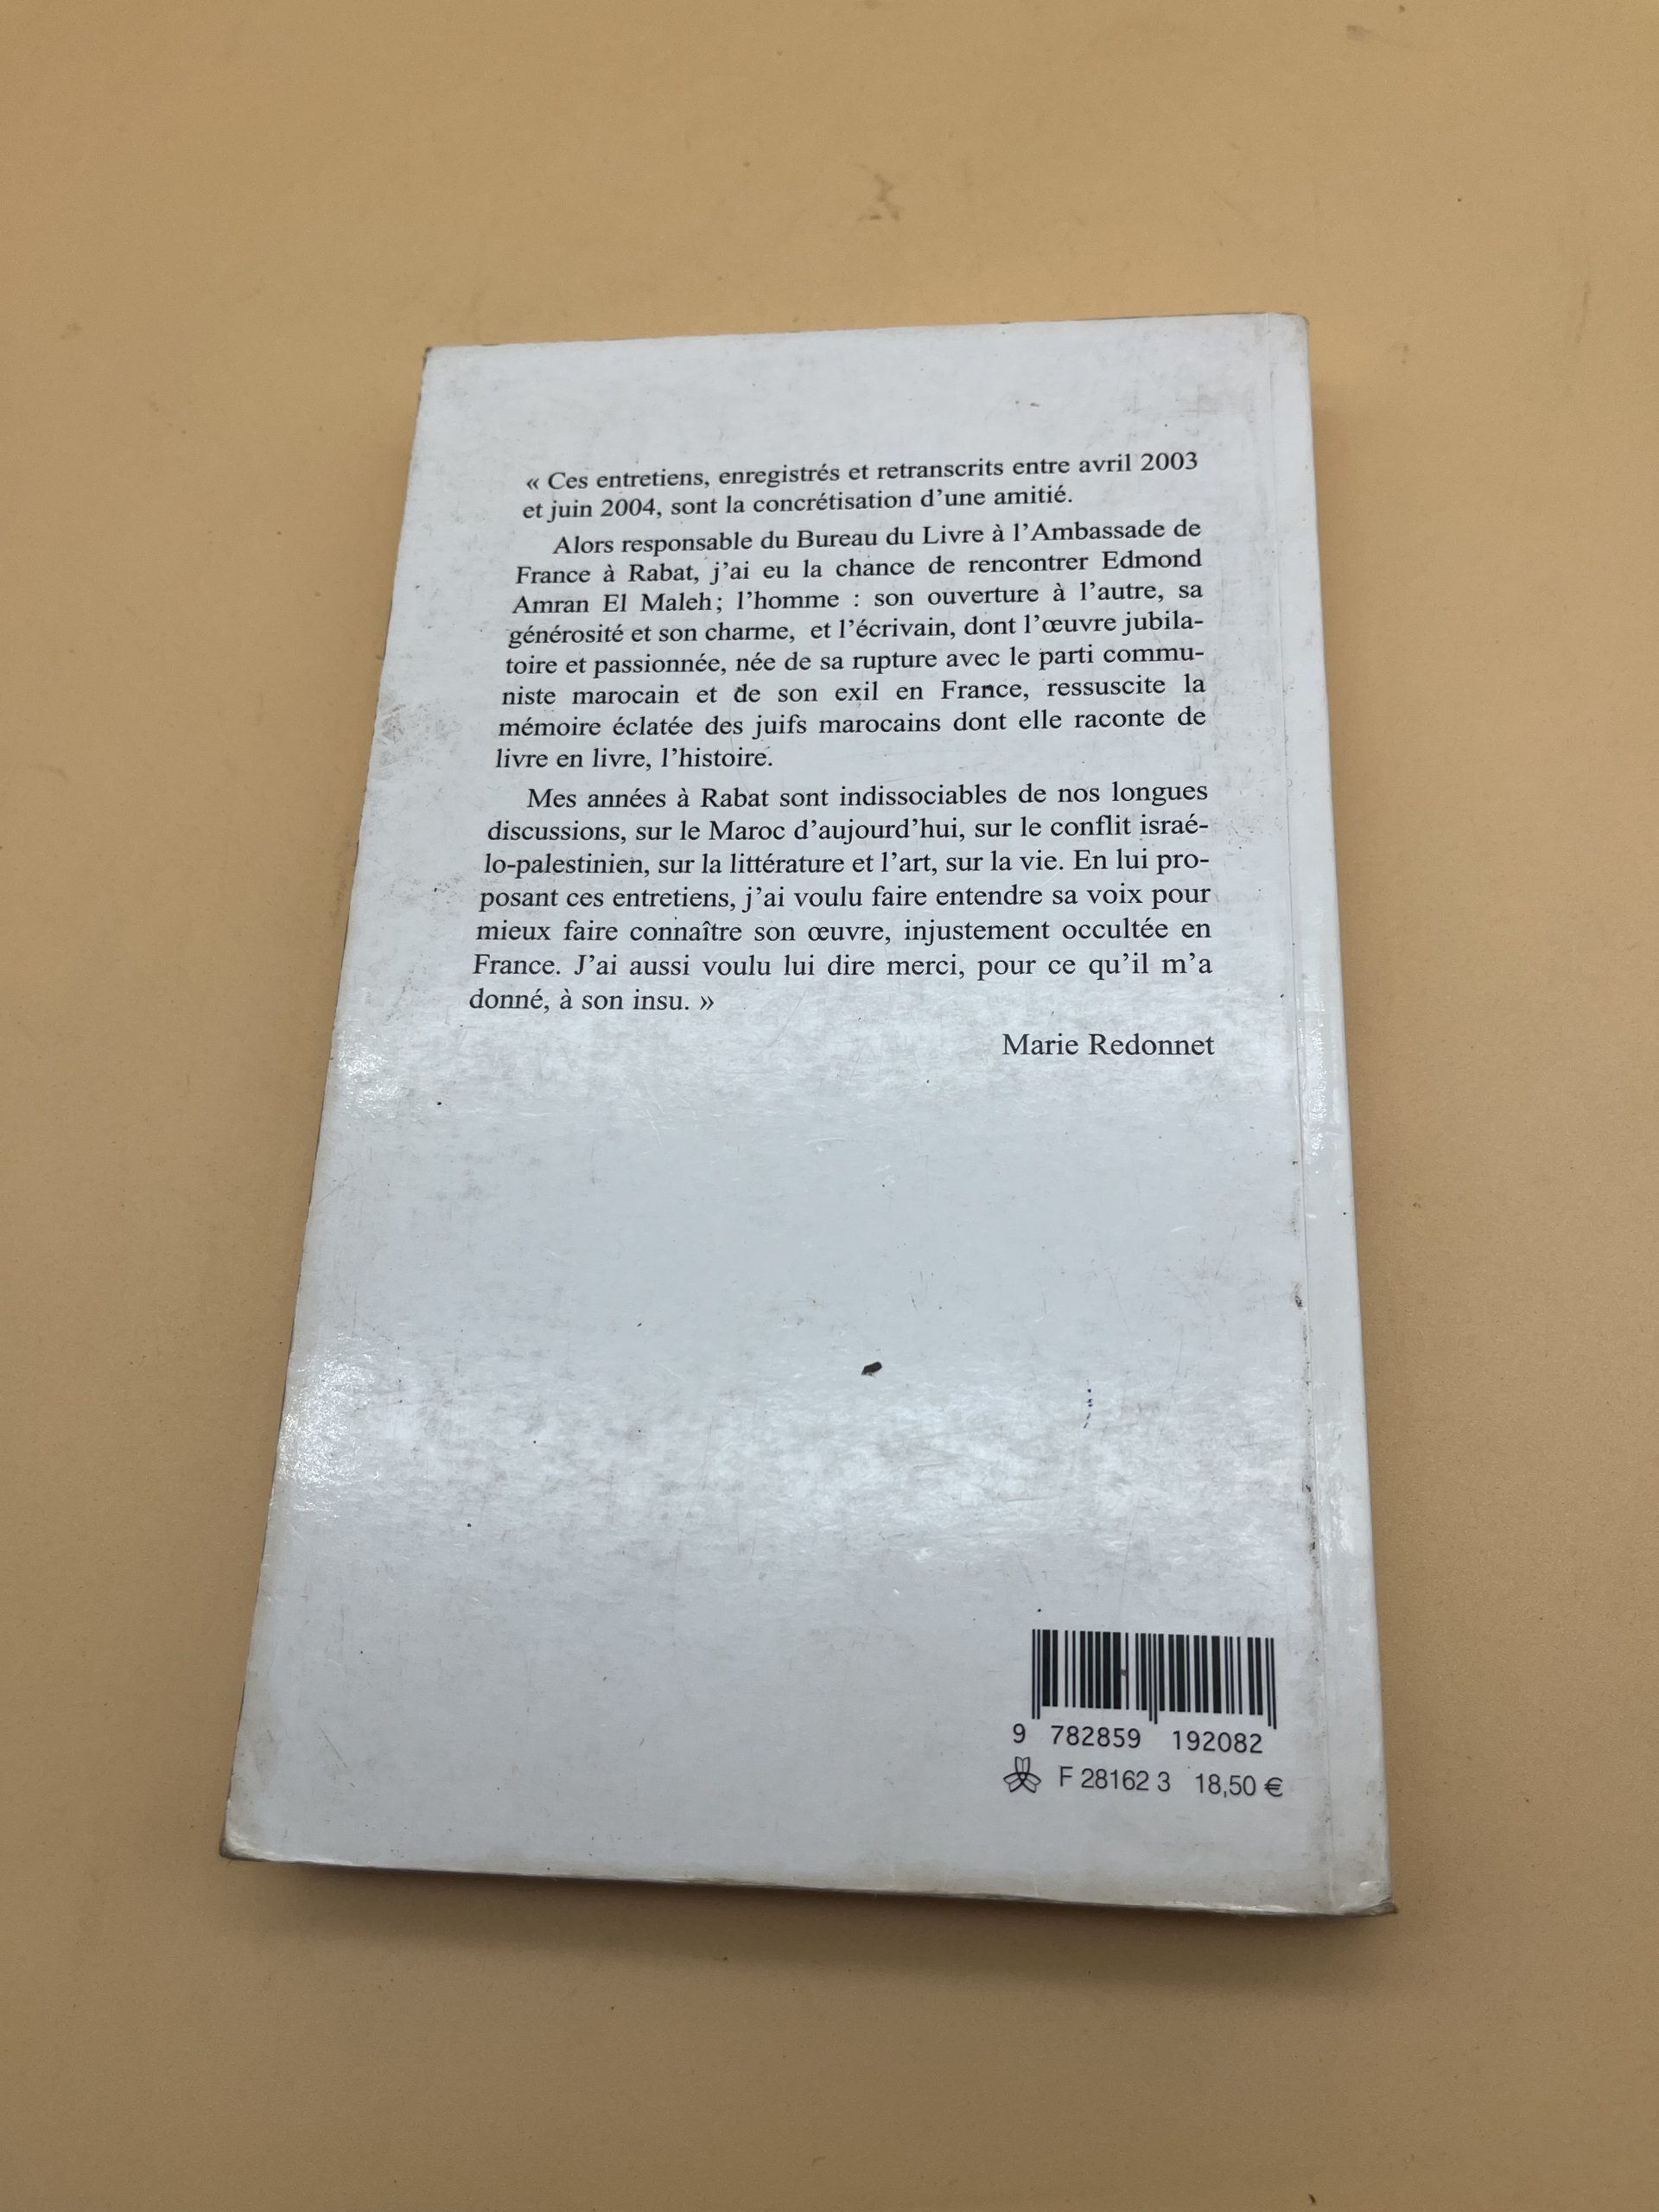 « Ces entretiens, enregistrés et retranscrits entre avril 2003
et juin 2004, sont la concrétisation d’une amitié.
Alors responsable du Bureau du Livre à l’Ambassade de
France à Rabat, j’ai eu la chance de rencontrer Edmond
Amran El Maleh; l’homme : son ouverture à l’autre, sa
générosité et son charme, et l’écrivain, dont l’œuvre jubila-
toire et passionnée, née de sa rupture avec le parti commu-
niste marocain et de son exil en France, ressuscite la
mémoire éclatée des juifs marocains dont elle raconte de
livre en livre, l’histoire.
Mes années à Rabat sont indissociables de nos longues
discussions, sur le Maroc d’aujourd’hui, sur le conflit israé-
lo-palestinien, sur la littérature et l’art, sur la vie. En lui pro-
posant ces entretiens, j’ai voulu faire entendre sa voix pour
mieux faire connaître son œuvre, injustement occultée en
France. J’ai aussi voulu lui dire merci, pour ce qu’il m’a
donné, à son insu. »
Marie Redonnet
9 782859 192082
F 28162 3 18,50 €